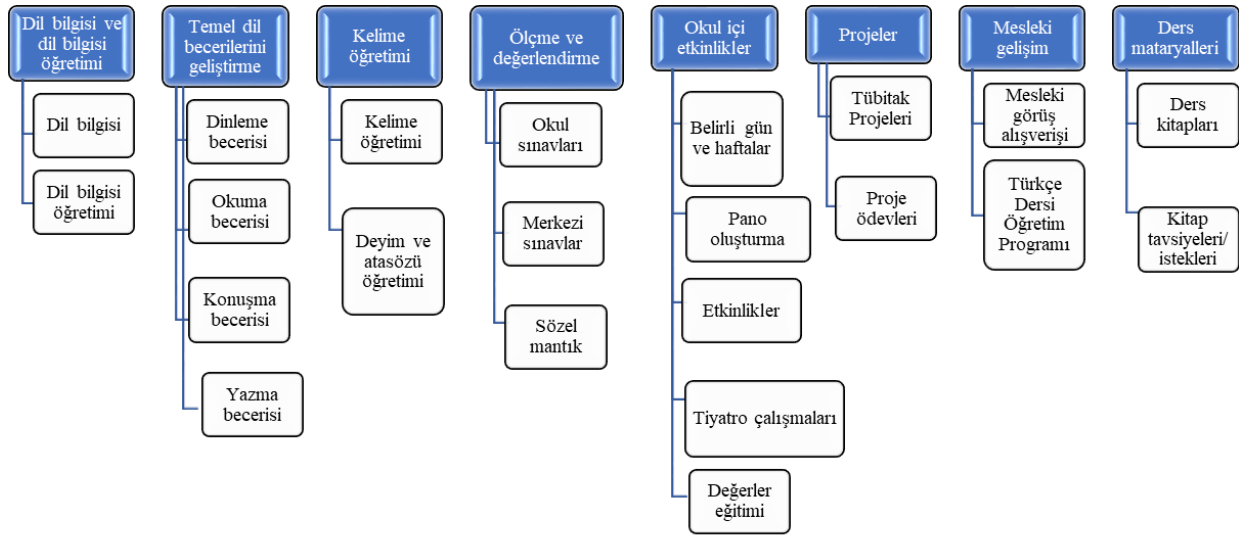 Dil bilgisi ve
dil bilgisi
öğretimi
Dil bilgisi
Dil bilgisi
öğretimi
Temel dil
becerilerini
geliştirme
Dinleme
becerisi
Okuma
becerisi
Konuşma
becerisi
Yazma
becerisi
Kelime
öğretimi
Kelime
öğretimi
Deyim ve
atasözü
öğretimi
Ölçme ve
değerlendirme
Okul
sınavları
Merkezi
sınavlar
Sözel
mantık
Okul içi
etkinlikler
Belirli gün
ve haftalar
Pano
oluşturma
Etkinlikler
Tiyatro çalışmaları
Değerler
eğitimi
Projeler
Tübitak
Projeleri
Proje
ödevleri
Mesleki
gelişim
Mesleki
görüş
alışverişi
Türkçe
Dersi
Öğretim
Programı
Ders
mataryalleri
Ders
kitapları
Kitap
tavsiyeleri/
istekleri